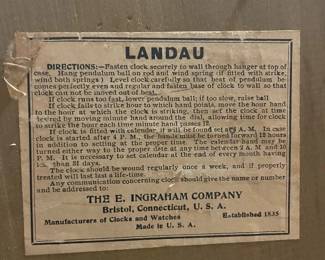 LANDAU
DIRECTIONS:—Fasten clock securely to wall through hanger at top of
case. Hang pendulum ball on rod and wind spring (if fitted with strike,
wind both springs.) Level clock carefully so that beat of pendulum be-
comes perfectly even and regular and fasten base of clock to wall so that
clock can not be moved out of beat.
If clock runs too fast, lower pendulum ball; if too slow, raise ball.
If clock fails to strike hour to which hand points, move the hour hand
to the hour at which the clock is striking, then set the clock at time
desired by moving minute hand around the dial, allowing time for clock
to strike the hour each time minute hand passes 12.
If clock is fitted with calendar, it will be found set at 8 A. M. In case
clock is started after 4 P. M., the hands must be turned forward 12 hours
in addition to setting at the proper time. The calendar hand may be
turned either way to the proper date at any time between 2 A. M. and 10
P. M. It is necessary to set calendar at the end of every month having
but 28 days.
The clock should be wound regularly once a week, and if properly
treated will last a life-time.
Any communication concerning clock should give the name or number
and be addressed to:
THE E. INGRAHAM COMPANY
Bristol, Connecticut, U. S. A.
Manufacturers of Clocks and Watches
Established 1835
Made in U. S. A.